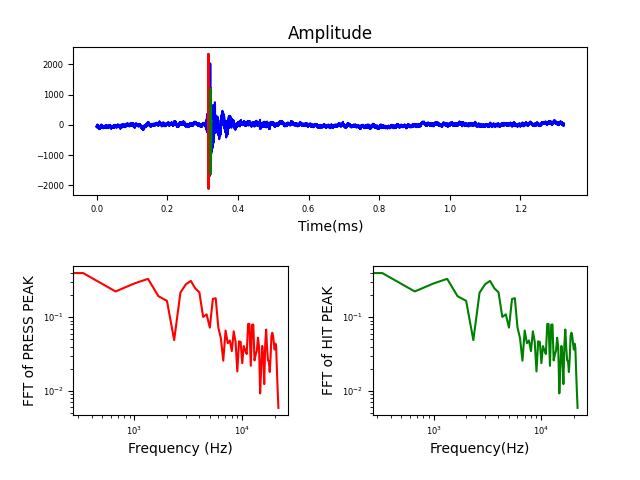 Amplitude
2000
1000
0
−1000
−2000
0.0 0.2 0.4 0.6 0.8 1.0 1.2
Time(ms)
FFT of PRESS PEAK
10⁻¹
10⁻²
10³ 10⁴
Frequency (Hz)
FFT of HIT PEAK
10⁻¹
10⁻²
10³ 10⁴
Frequency(Hz)